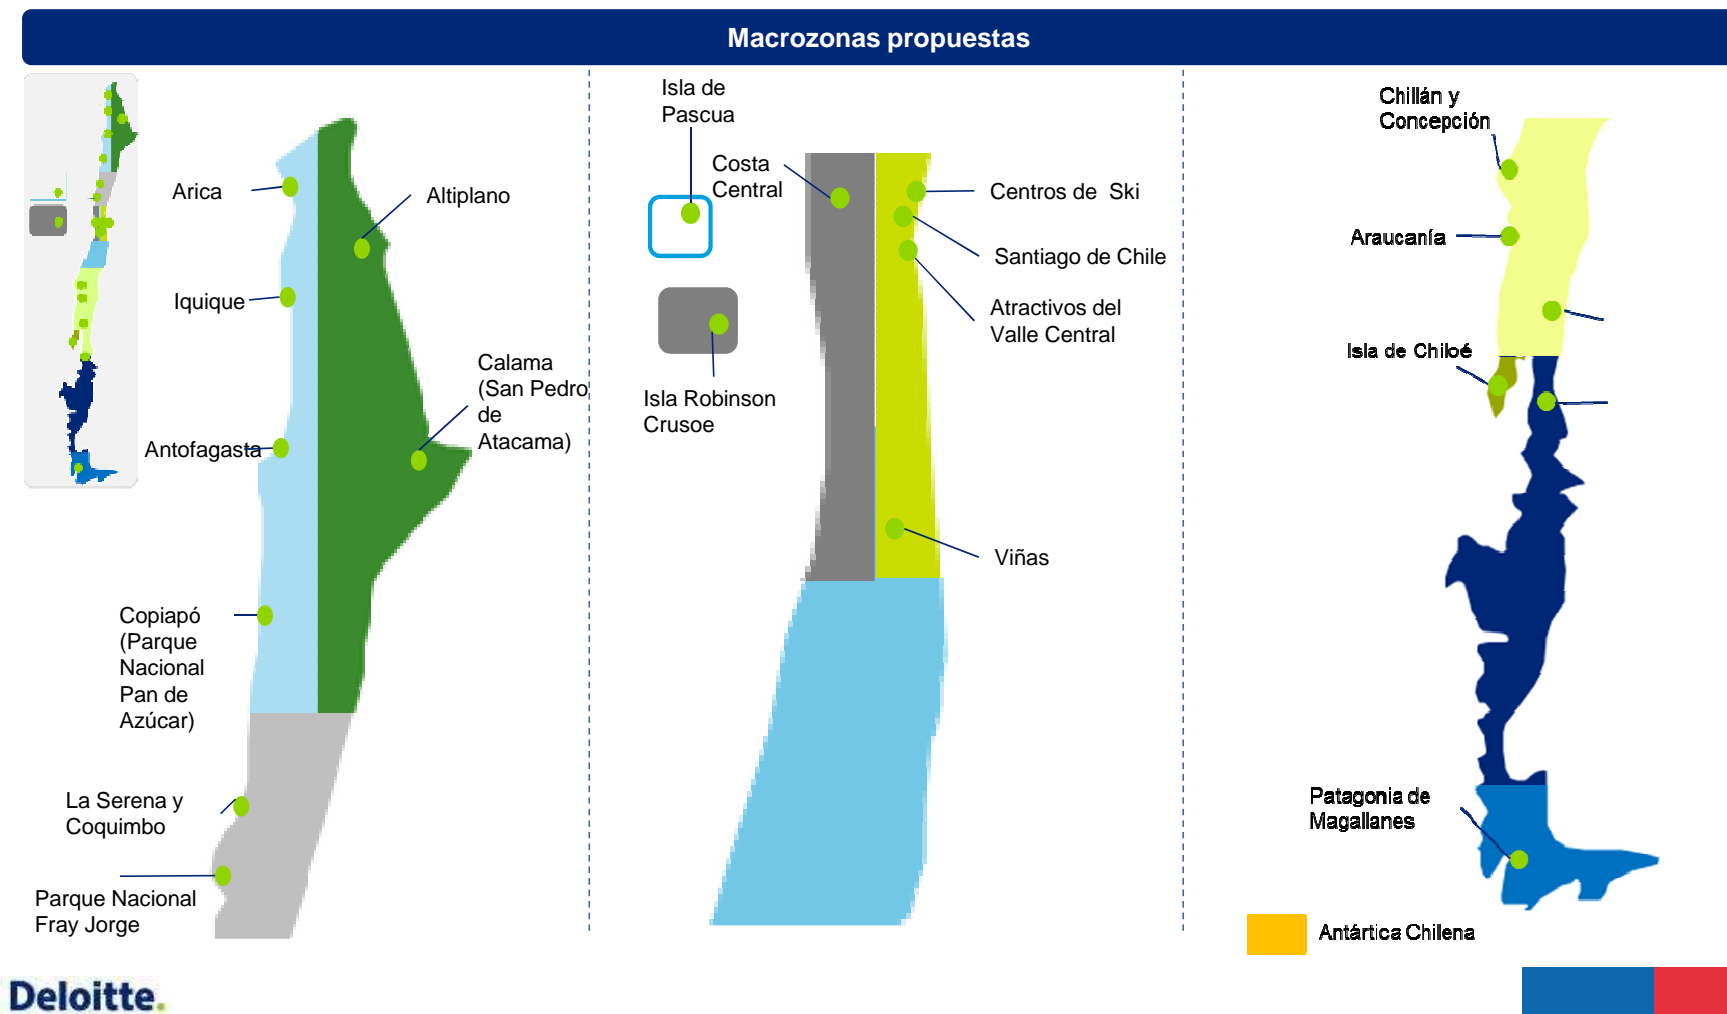 Macrozonas propuestas
Arica
Altiplano
Iquique
Calama
(San Pedro
de
Atacama)
Antofagasta
Copiapó
(Parque
Nacional
Pan de
Azúcar)
La Serena y
Coquimbo
Parque Nacional
Fray Jorge
Isla de
Pascua
Costa
Central
Centros de Ski
Santiago de Chile
Atractivos del
Valle Central
Isla Robinson
Crusoe
Viñas
Chillán y
Concepción
Araucanía
Isla de Chiloé
Patagonia de
Magallanes
Antártica Chilena
Deloitte.